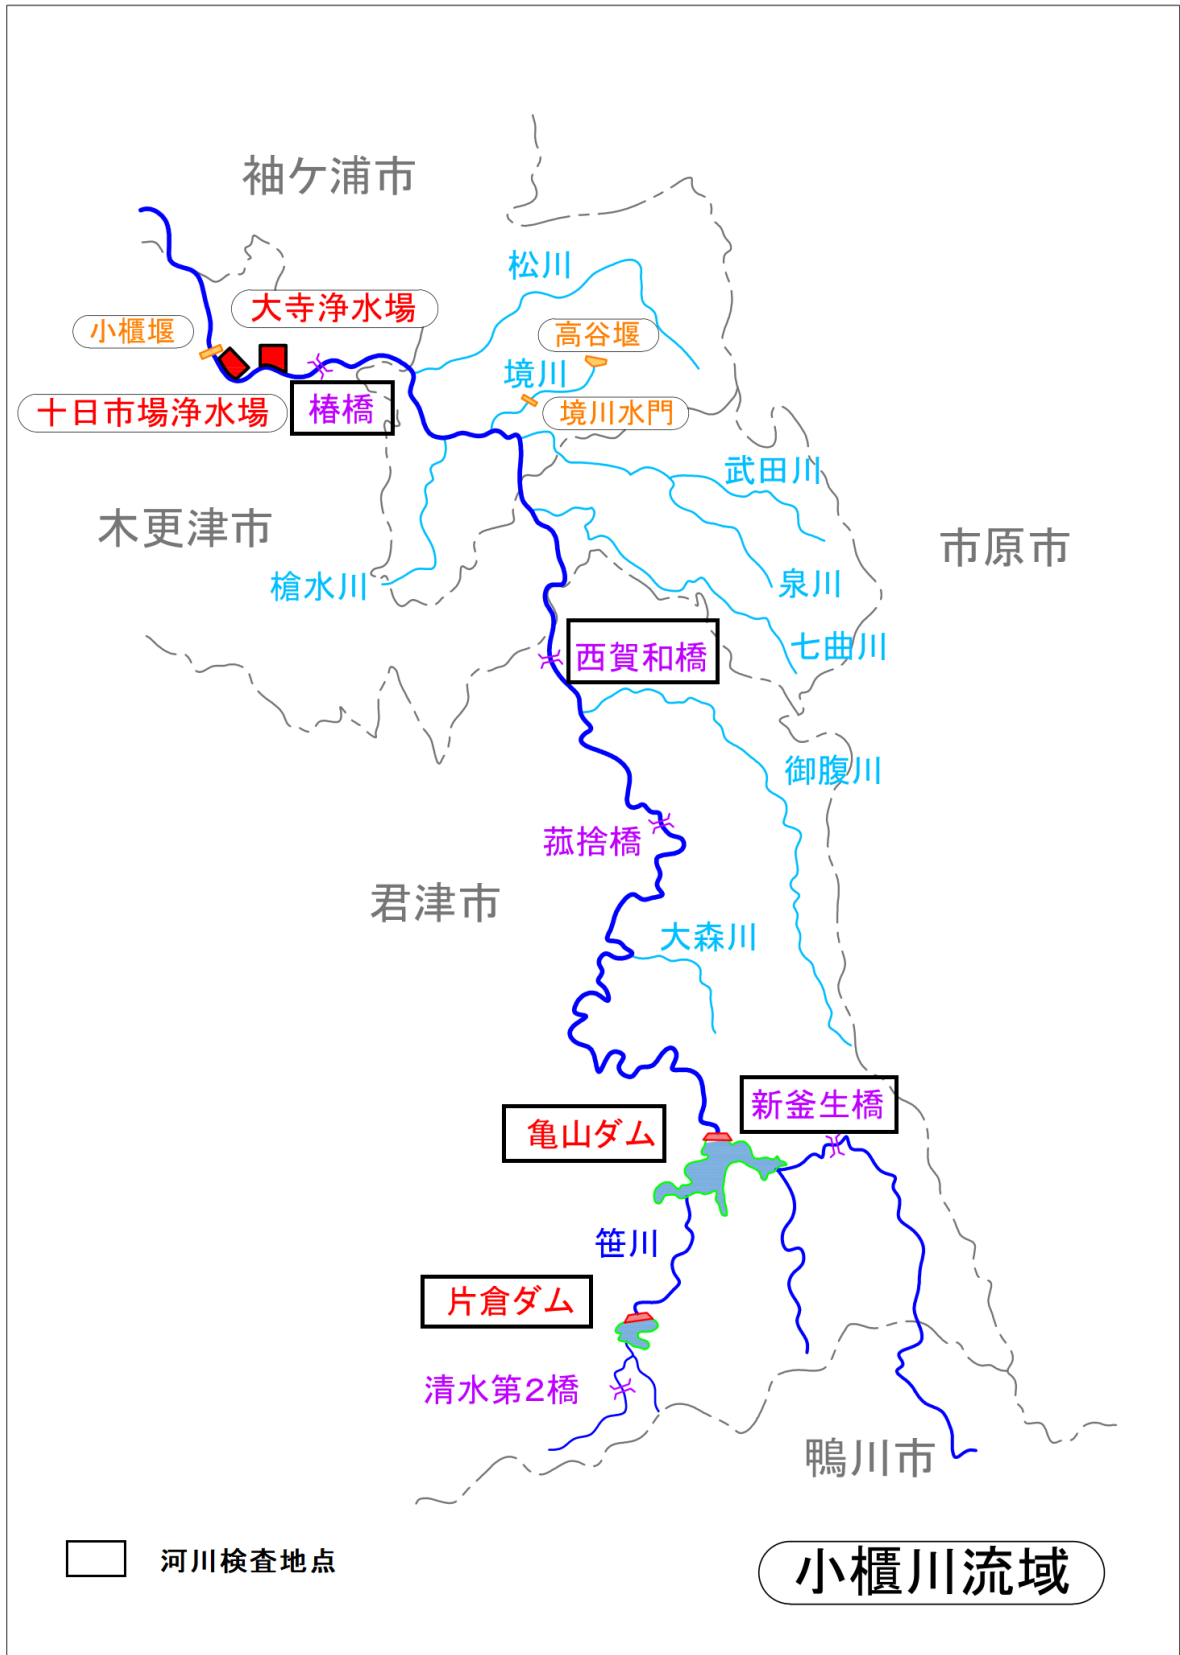 袖ケ浦市
松川
大寺浄水場
小櫃堰
高谷堰
境川
十日市場浄水場
椿橋
境川水門
武田川
木更津市
市原市
槍水川
泉川
七曲川
西賀和橋
御腹川
菰捨橋
君津市
大森川
新釜生橋
亀山ダム
笹川
片倉ダム
清水第2橋
鴨川市
河川検査地点
小櫃川流域